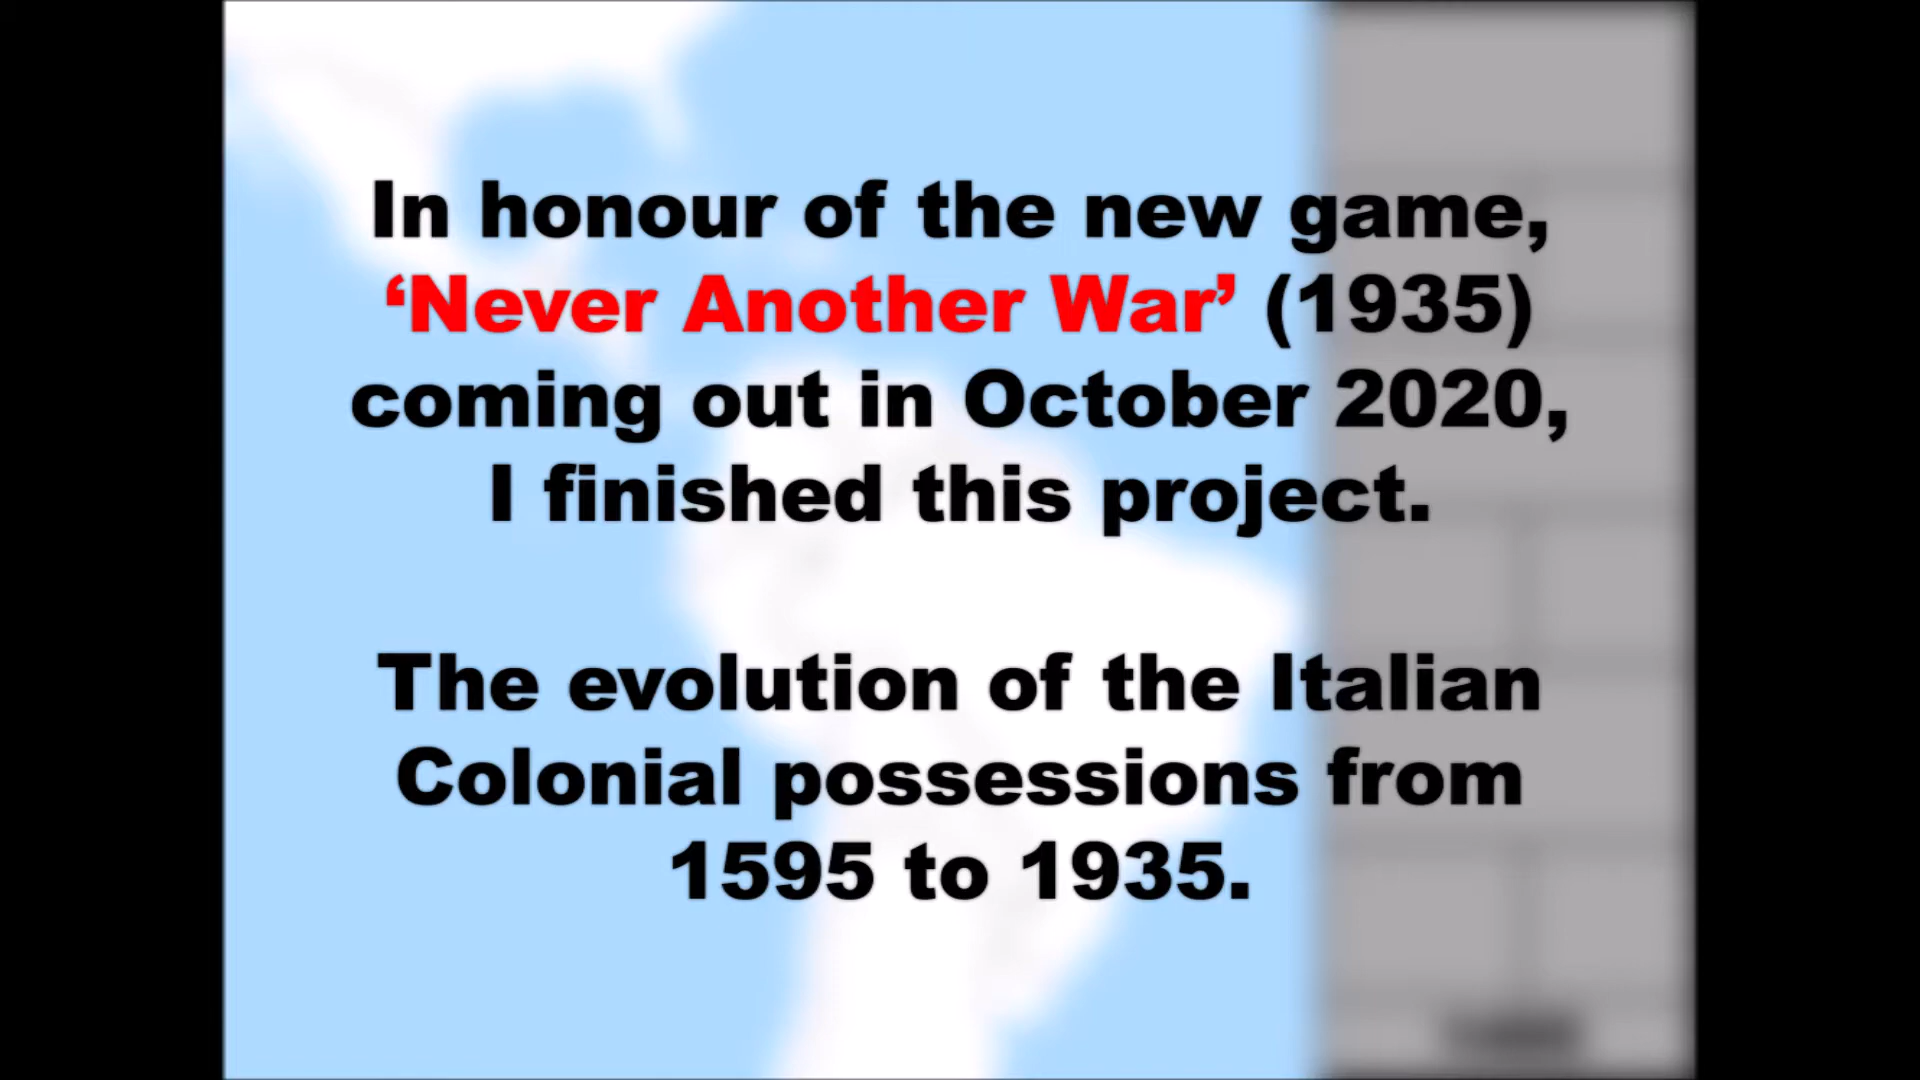 In honour of the new game,
‘Never Another War’ (1935)
coming out in October 2020,
I finished this project.
The evolution of the Italian
Colonial possessions from
1595 to 1935.